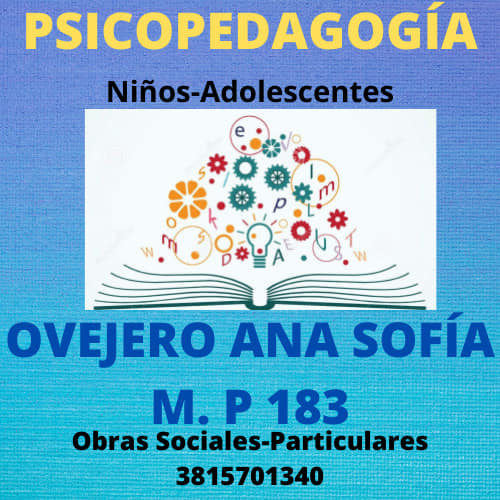 PSICOPEDAGOGÍA
Niños-Adolescentes
OVEJERO ANA SOFÍA
M. P 183
Obras Sociales-Particulares
3815701340